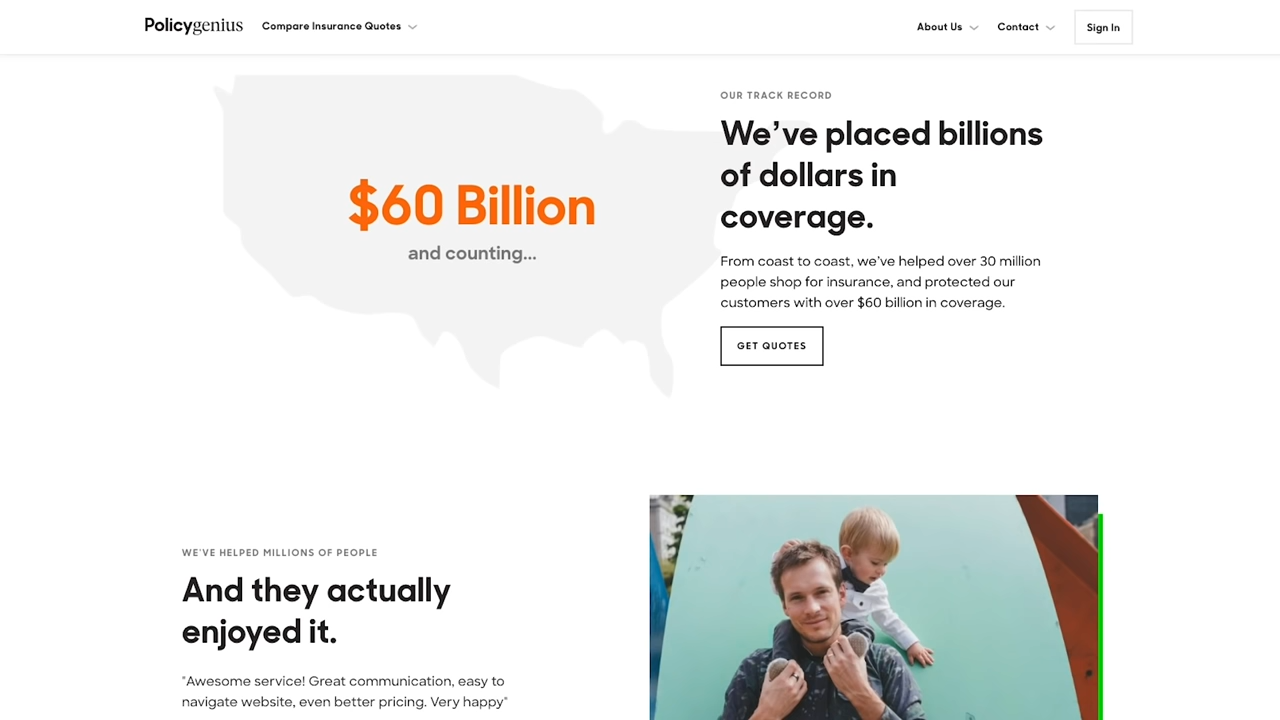 Policygenius
Compare Insurance Quotes
About Us
Contact
Sign In
$60 Billion
and counting...
OUR TRACK RECORD
We’ve placed billions
of dollars in
coverage.
From coast to coast, we’ve helped over 30 million
people shop for insurance, and protected our
customers with over $60 billion in coverage.
GET QUOTES
WE’VE HELPED MILLIONS OF PEOPLE
And they actually
enjoyed it.
"Awesome service! Great communication, easy to
navigate website, even better pricing. Very happy"